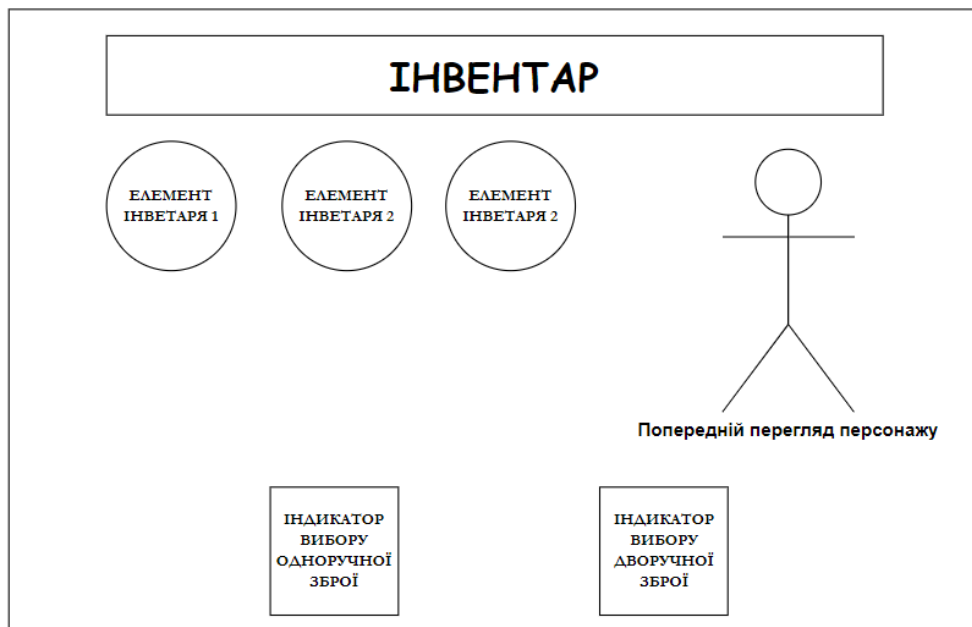 ІНВЕНТАР
ЕЛЕМЕНТ
ІНВЕТАРЯ 1
ЕЛЕМЕНТ
ІНВЕТАРЯ 2
ЕЛЕМЕНТ
ІНВЕТАРЯ 2
Попередній перегляд персонажу
ІНДИКАТОР
ВИБОРУ
ОДНОРУЧНОЇ
ЗБРОЇ
ІНДИКАТОР
ВИБОРУ
ДВОРУЧНОЇ
ЗБРОЇ